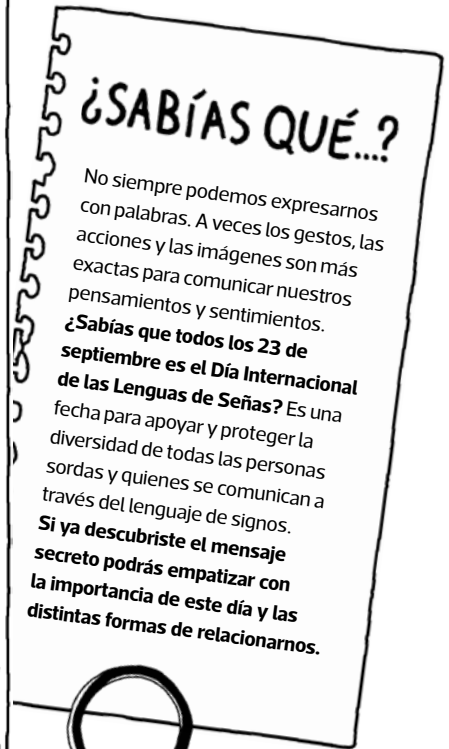 ¿SABÍAS QUÉ...?
No siempre podemos expresarnos
con palabras. A veces los gestos, las
acciones y las imágenes son más
exactas para comunicar nuestros
pensamientos y sentimientos.
¿Sabías que todos los 23 de
septiembre es el Día Internacional
de las Lenguas de Señas? Es una
fecha para apoyar y proteger la
diversidad de todas las personas
sordas y quienes se comunican a
través del lenguaje de signos.
Si ya descubriste el mensaje
secreto podrás empatizar con
la importancia de este día y las
distintas formas de relacionarnos.